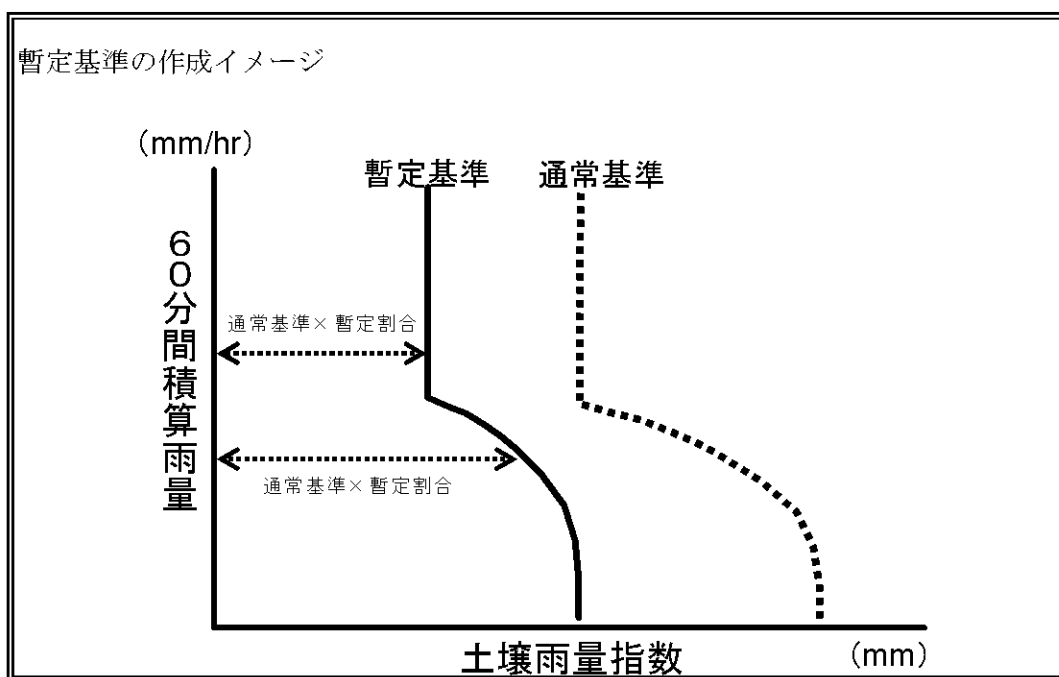 暫定基準の作成イメージ
(mm/hr)
暫定基準
通常基準
60分間積算雨量
通常基準×暫定割合
通常基準×暫定割合
土壌雨量指数
(mm)